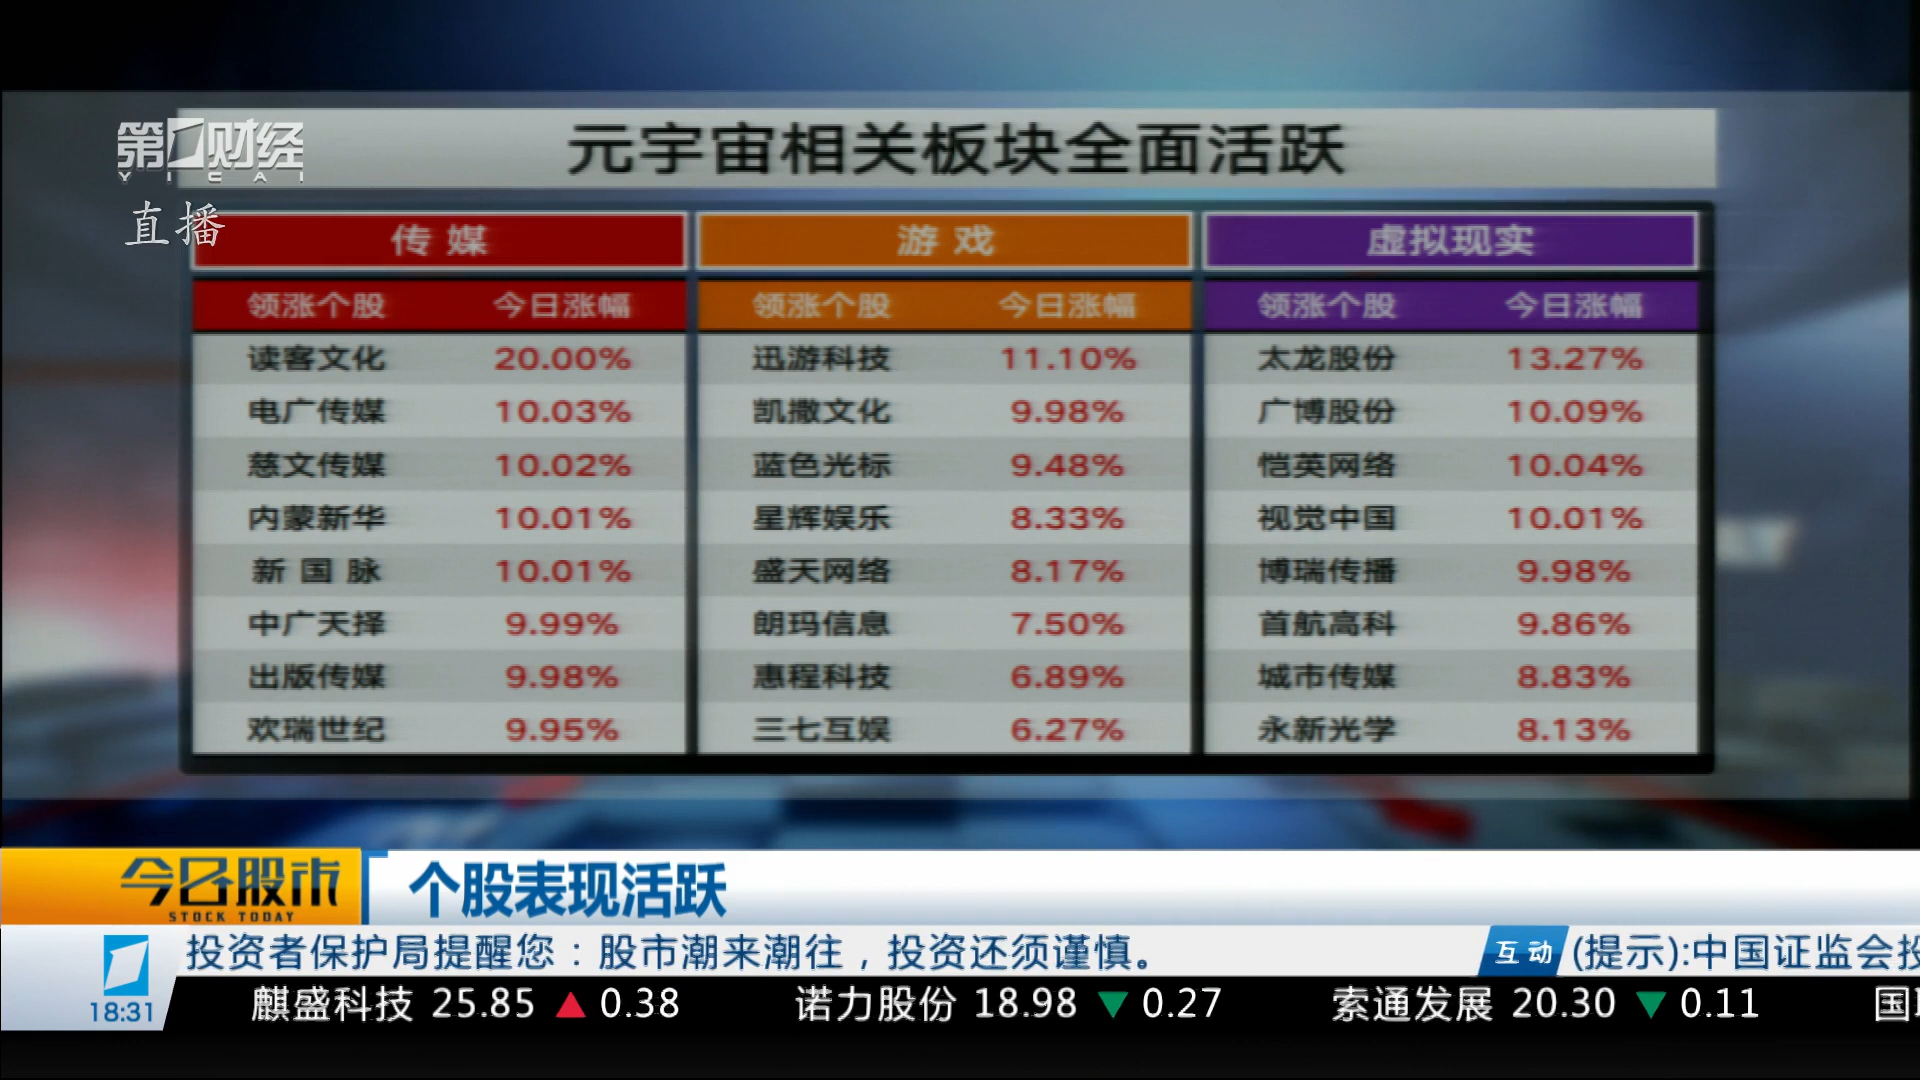 第一财经
YICAI
直播
元宇宙相关板块全面活跃
传媒 游戏 虚拟现实
领涨个股 今日涨幅 领涨个股 今日涨幅 领涨个股 今日涨幅
读客文化 20.00% 迅游科技 11.10% 太龙股份 13.27%
电广传媒 10.03% 凯撒文化 9.98% 广博股份 10.09%
慈文传媒 10.02% 蓝色光标 9.48% 恺英网络 10.04%
内蒙新华 10.01% 星辉娱乐 8.33% 视觉中国 10.01%
新国脉 10.01% 盛天网络 8.17% 博瑞传播 9.98%
中广天择 9.99% 朗玛信息 7.50% 首航高科 9.86%
出版传媒 9.98% 惠程科技 6.89% 城市传媒 8.83%
欢瑞世纪 9.95% 三七互娱 6.27% 永新光学 8.13%
今日股市
STOCK TODAY
个股表现活跃
投资者保护局提醒您：股市潮来潮往，投资还须谨慎。 互动 (提示):中国证监会投
18:31
麒盛科技 25.85 ▲ 0.38 诺力股份 18.98 ▼ 0.27 索通发展 20.30 ▼ 0.11 国